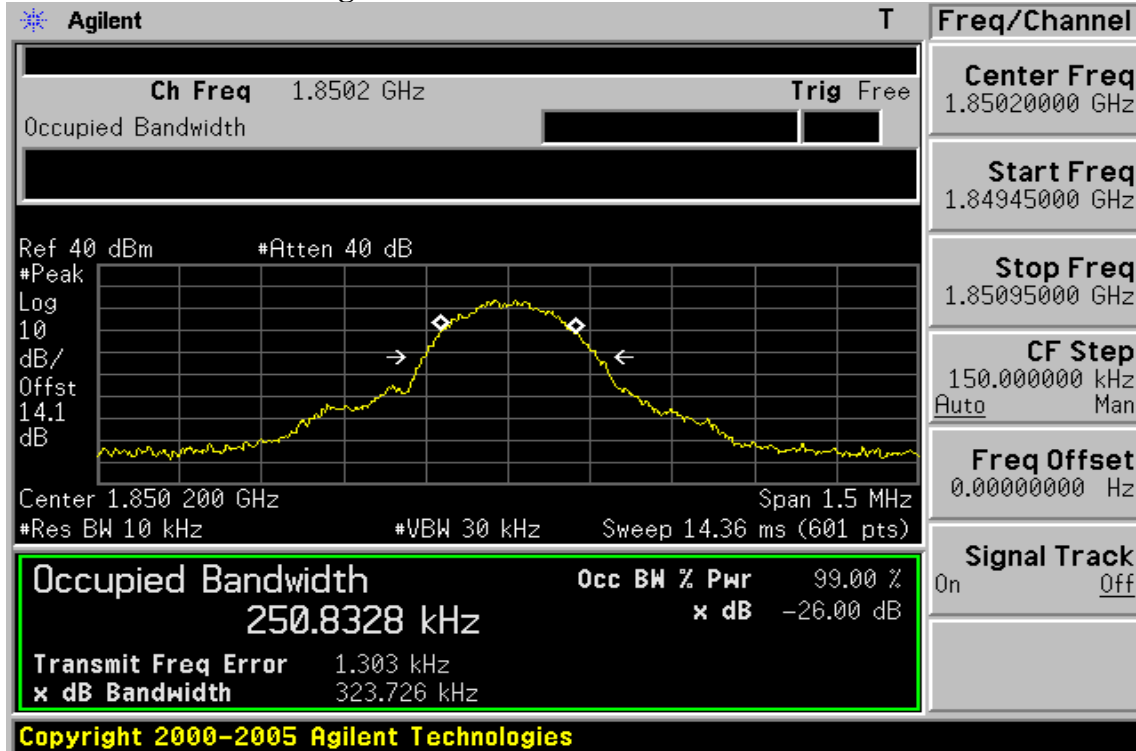 Agilent T Freq/Channel
Ch Freq 1.8502 GHz Trig Free
Occupied Bandwidth
Center Freq
1.85020000 GHz
Start Freq
1.84945000 GHz
Stop Freq
1.85095000 GHz
CF Step
150.000000 kHz
Auto Man
Freq Offset
0.00000000 Hz
Signal Track
On Off
Ref 40 dBm #Atten 40 dB
#Peak
Log
10
dB/
Offst
14.1
dB
Center 1.850 200 GHz Span 1.5 MHz
#Res BW 10 kHz #VBW 30 kHz Sweep 14.36 ms (601 pts)
Occupied Bandwidth Occ BW % Pwr 99.00 %
250.8328 kHz x dB -26.00 dB
Transmit Freq Error 1.303 kHz
x dB Bandwidth 323.726 kHz
Copyright 2000-2005 Agilent Technologies